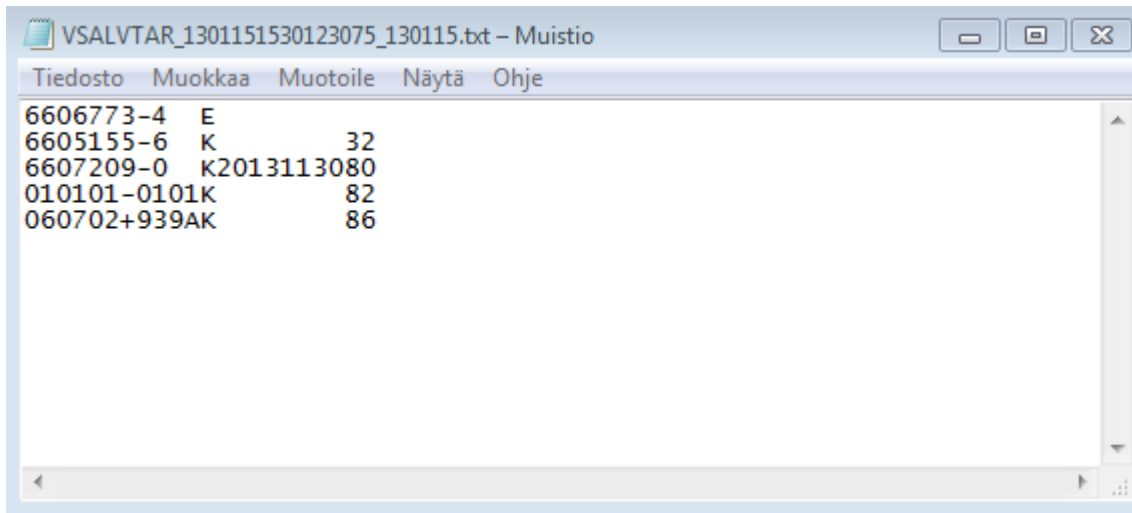 VSALVTAR_1301151530123075_130115.txt – Muistio
Tiedosto Muokkaa Muotoile Näytä Ohje
6606773-4  E
6605155-6  K        32
6607209-0  K2013113080
010101-0101K        82
060702+939AK        86